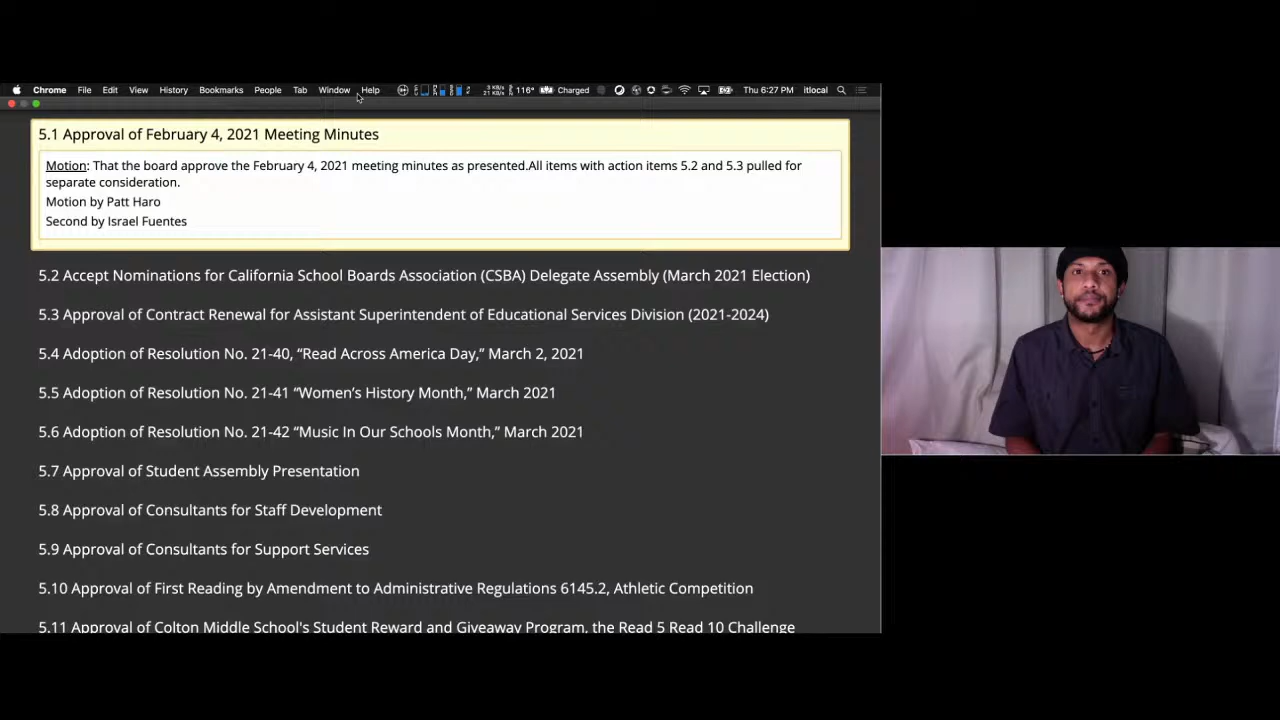 Chrome File Edit View History Bookmarks People Tab Window Help 3 KB/s 21 KB/s 116° Charged Thu 6:27 PM itlocal
5.1 Approval of February 4, 2021 Meeting Minutes
Motion: That the board approve the February 4, 2021 meeting minutes as presented.All items with action items 5.2 and 5.3 pulled for
separate consideration.
Motion by Patt Haro
Second by Israel Fuentes
5.2 Accept Nominations for California School Boards Association (CSBA) Delegate Assembly (March 2021 Election)
5.3 Approval of Contract Renewal for Assistant Superintendent of Educational Services Division (2021-2024)
5.4 Adoption of Resolution No. 21-40, “Read Across America Day,” March 2, 2021
5.5 Adoption of Resolution No. 21-41 “Women’s History Month,” March 2021
5.6 Adoption of Resolution No. 21-42 “Music In Our Schools Month,” March 2021
5.7 Approval of Student Assembly Presentation
5.8 Approval of Consultants for Staff Development
5.9 Approval of Consultants for Support Services
5.10 Approval of First Reading by Amendment to Administrative Regulations 6145.2, Athletic Competition
5.11 Approval of Colton Middle School's Student Reward and Giveaway Program, the Read 5 Read 10 Challenge